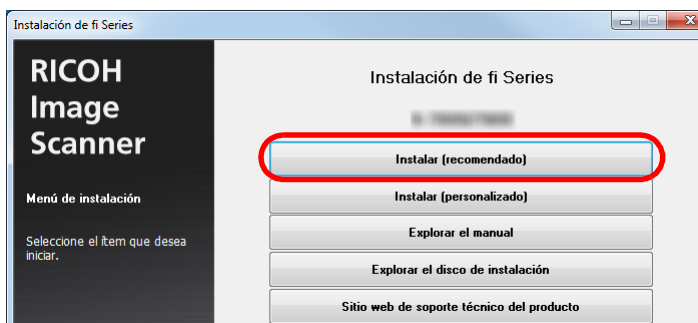 Instalación de fi Series
RICOH
Image
Scanner
Menú de instalación
Seleccione el ítem que desea
iniciar.
Instalación de fi Series
Instalar (recomendado)
Instalar (personalizado)
Explorar el manual
Explorar el disco de instalación
Sitio web de soporte técnico del producto